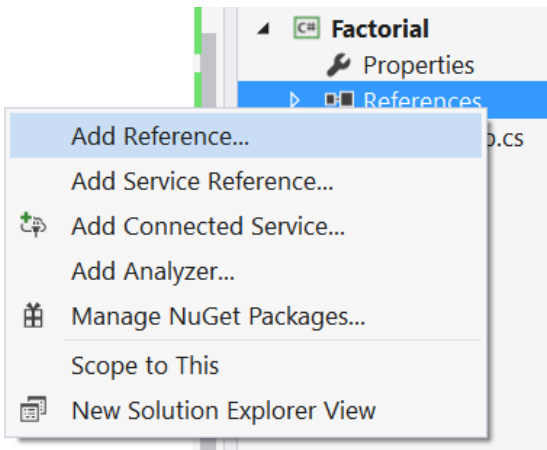 C# Factorial
Properties
References
Add Reference...
.cs
Add Service Reference...
Add Connected Service...
Add Analyzer...
Manage NuGet Packages...
Scope to This
New Solution Explorer View